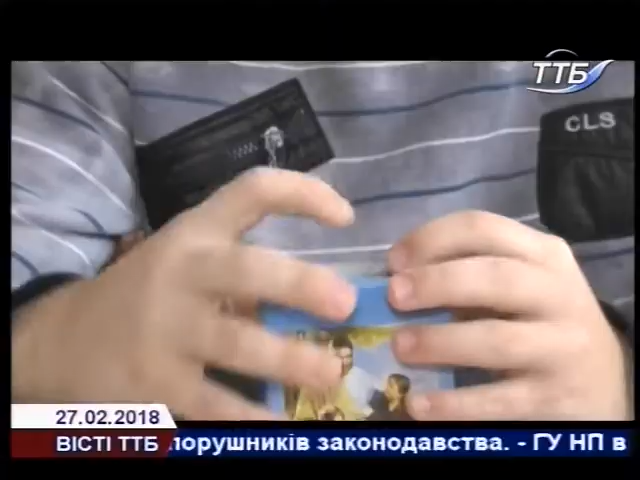 ТТБ
CLS
27.02.2018
ВІСТІ ТТБ
порушників законодавства. - ГУ НП в